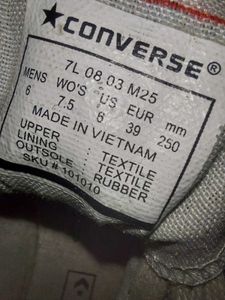 ★CONVERSE®
7L 08 03 M25
MENS WO'S US EUR mm
6 7.5 6 39 250
MADE IN VIETNAM
UPPER : TEXTILE
LINING : TEXTILE
OUTSOLE : RUBBER
SKU #101010